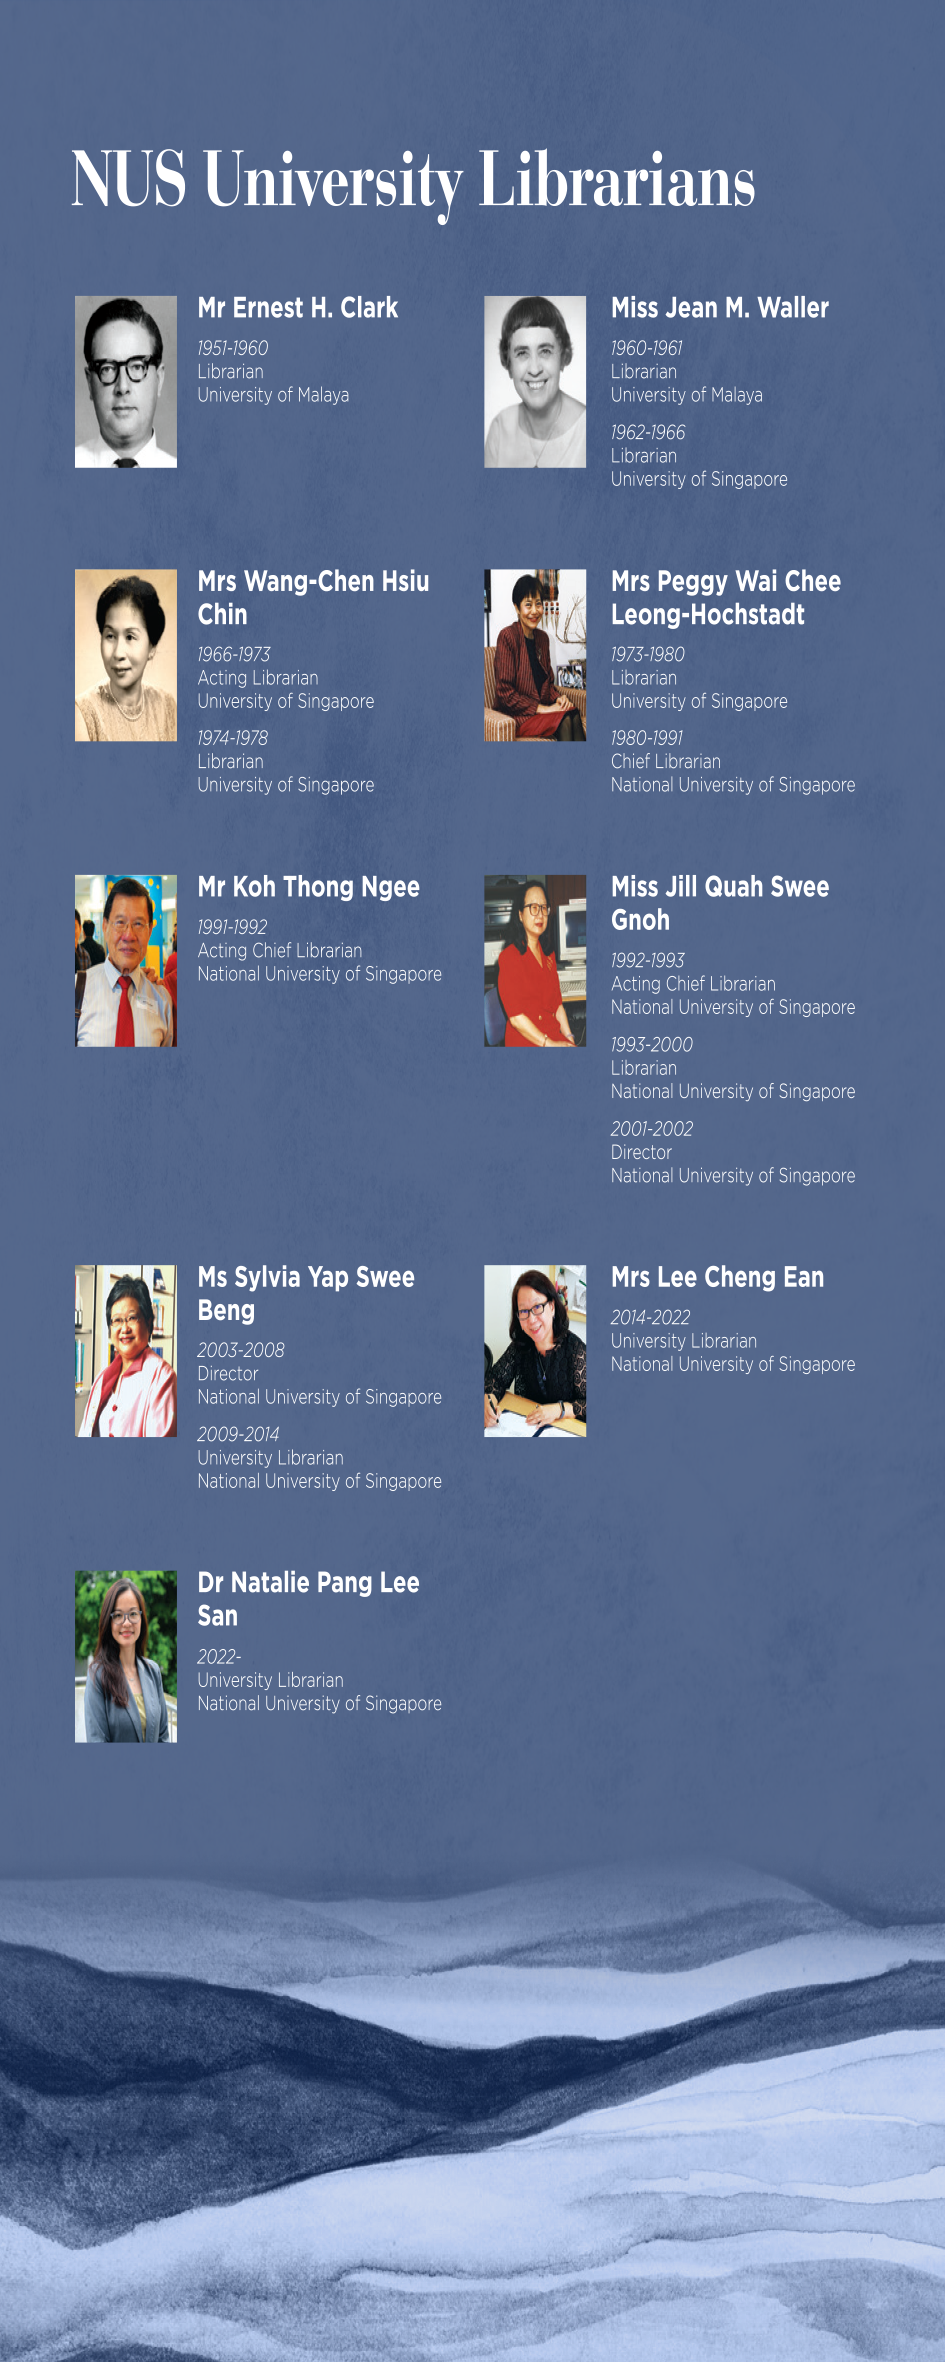 NUS University Librarians
Mr Ernest H. Clark
1951-1960
Librarian
University of Malaya
Miss Jean M. Waller
1960-1961
Librarian
University of Malaya
1962-1966
Librarian
University of Singapore
Mrs Wang-Chen Hsiu
Chin
1966-1973
Acting Librarian
University of Singapore
1974-1978
Librarian
University of Singapore
Mrs Peggy Wai Chee
Leong-Hochstadt
1973-1980
Librarian
University of Singapore
1980-1991
Chief Librarian
National University of Singapore
Mr Koh Thong Ngee
1991-1992
Acting Chief Librarian
National University of Singapore
Miss Jill Quah Swee
Gnoh
1992-1993
Acting Chief Librarian
National University of Singapore
1993-2000
Librarian
National University of Singapore
2001-2002
Director
National University of Singapore
Ms Sylvia Yap Swee
Beng
2003-2008
Director
National University of Singapore
2009-2014
University Librarian
National University of Singapore
Mrs Lee Cheng Ean
2014-2022
University Librarian
National University of Singapore
Dr Natalie Pang Lee
San
2022-
University Librarian
National University of Singapore